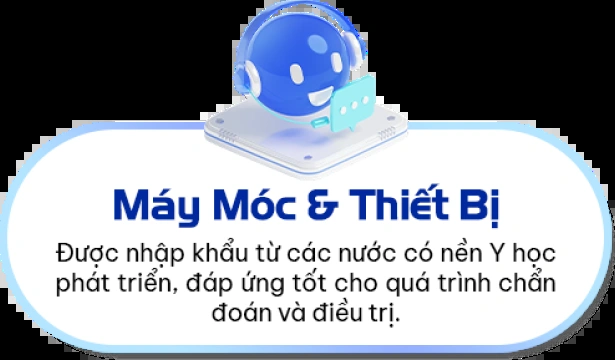 Máy Móc & Thiết Bị
Được nhập khẩu từ các nước có nền Y học
phát triển, đáp ứng tốt cho quá trình chẩn
đoán và điều trị.